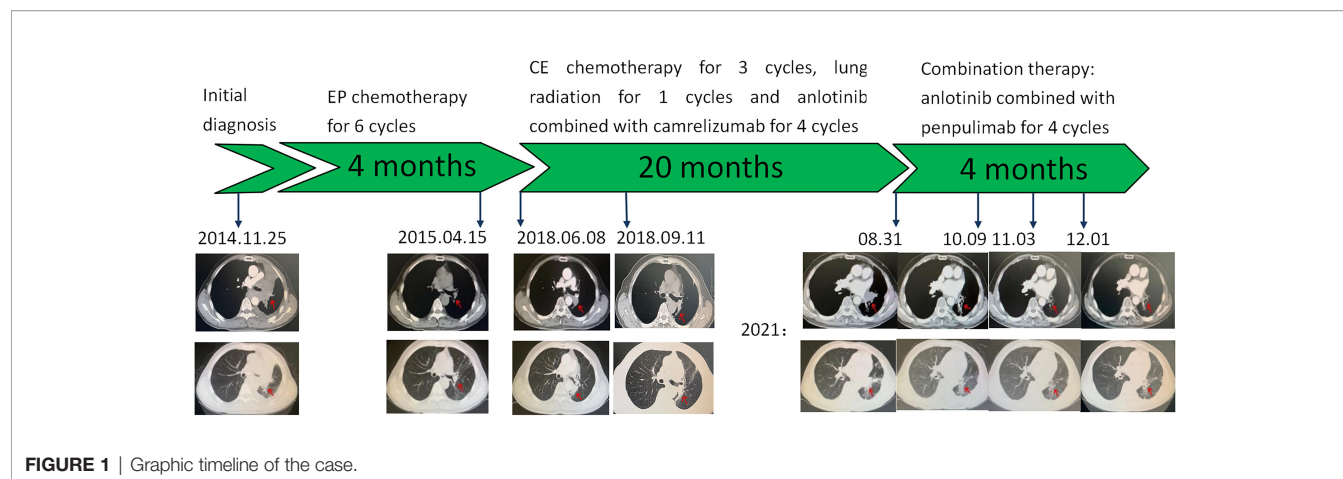 Initial
diagnosis
EP chemotherapy
for 6 cycles
CE chemotherapy for 3 cycles, lung
radiation for 1 cycles and anlotinib
combined with camrelizumab for 4 cycles
Combination therapy:
anlotinib combined with
penpulimab for 4 cycles
4 months
20 months
4 months
2014.11.25
2015.04.15
2018.06.08
2018.09.11
08.31
10.09
11.03
12.01
2021:
FIGURE 1 | Graphic timeline of the case.